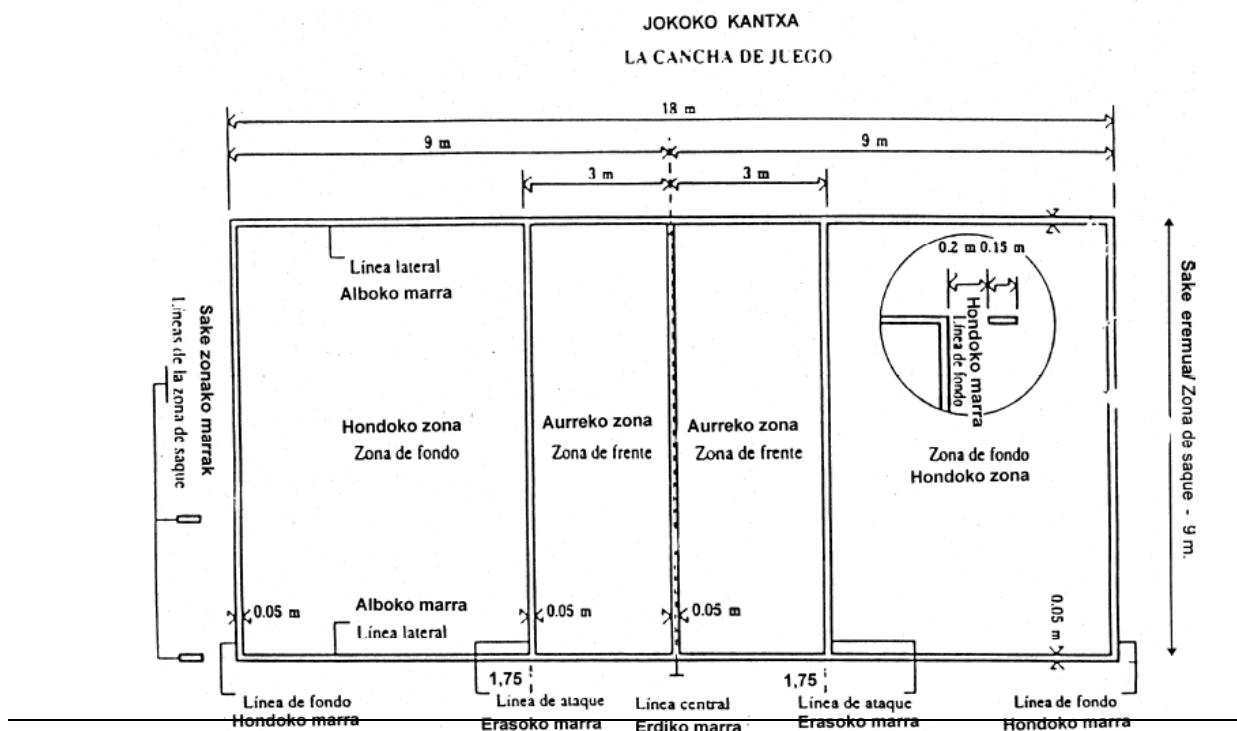 JOKOKO KANTXA
LA CANCHA DE JUEGO
18 m
9 m
9 m
3 m
3 m
Línea lateral
Alboko marra
0.2 m 0.15 m
Hondoko marra
Línea de fondo
Sake zonako marrak
Líneas de la zona de saque
Hondoko zona
Zona de fondo
Aurreko zona
Zona de frente
Aurreko zona
Zona de frente
Zona de fondo
Hondoko zona
Sake eremua/ Zona de saque - 9 m.
0.05 m
Alboko marra
Línea lateral
0.05 m
0.05 m
0.05 m
1,75
1,75
Línea de fondo
Hondoko marra
Línea de ataque
Erasoko marra
Línea central
Erdiko marra
Línea de ataque
Erasoko marra
Línea de fondo
Hondoko marra